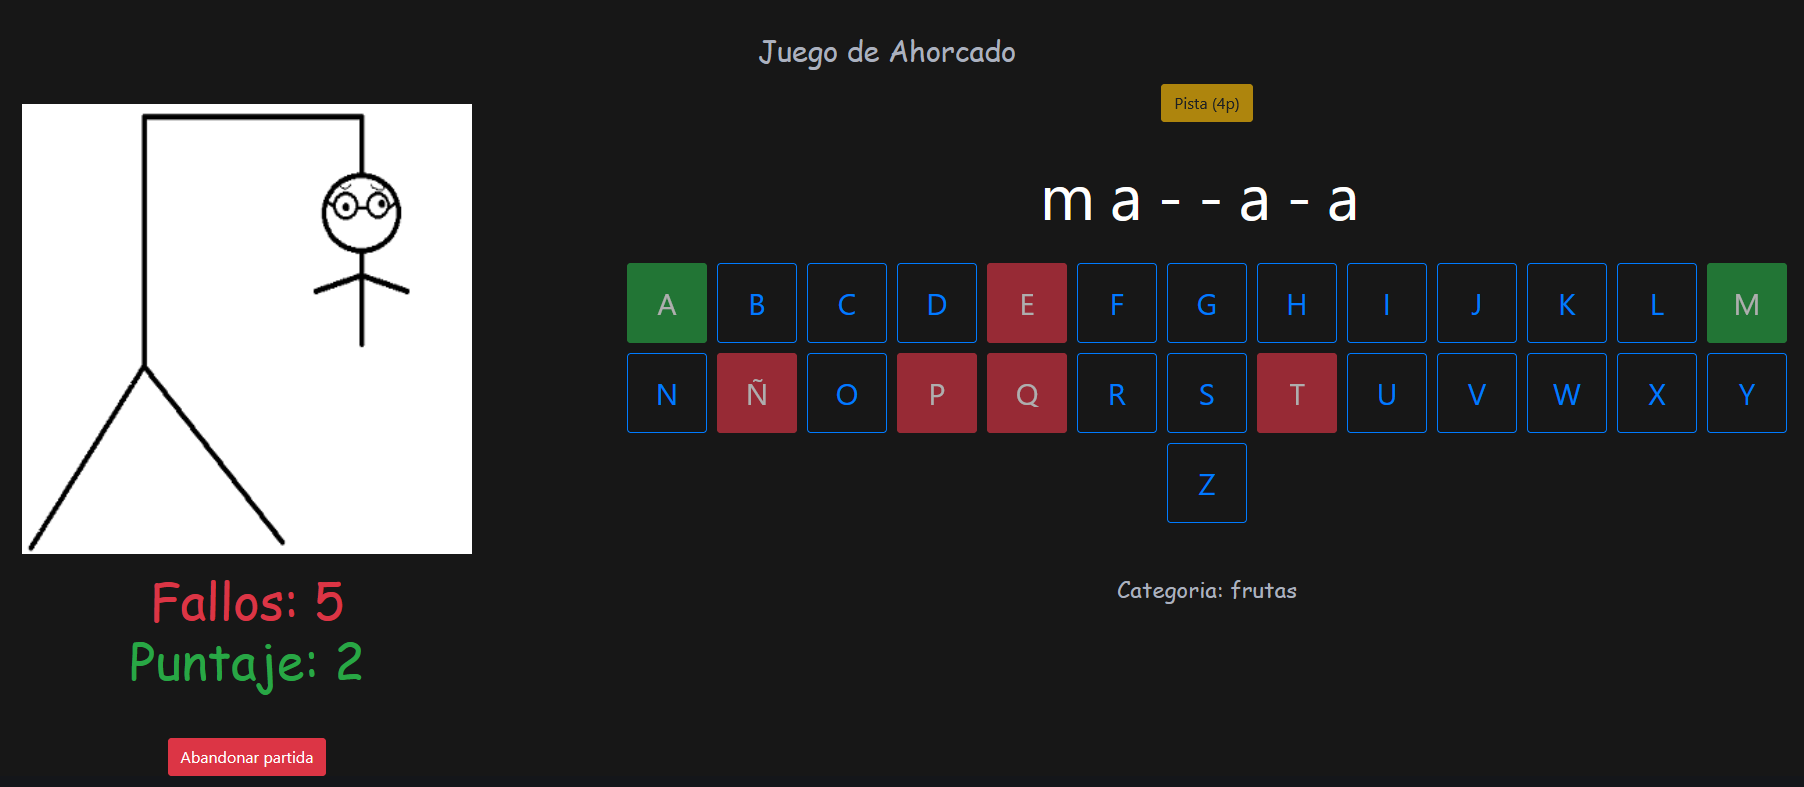 Juego de Ahorcado
Pista (4p)
m a - - a - a
A B C D E F G H I J K L M
N Ñ O P Q R S T U V W X Y
Z
Categoria: frutas
Fallos: 5
Puntaje: 2
Abandonar partida